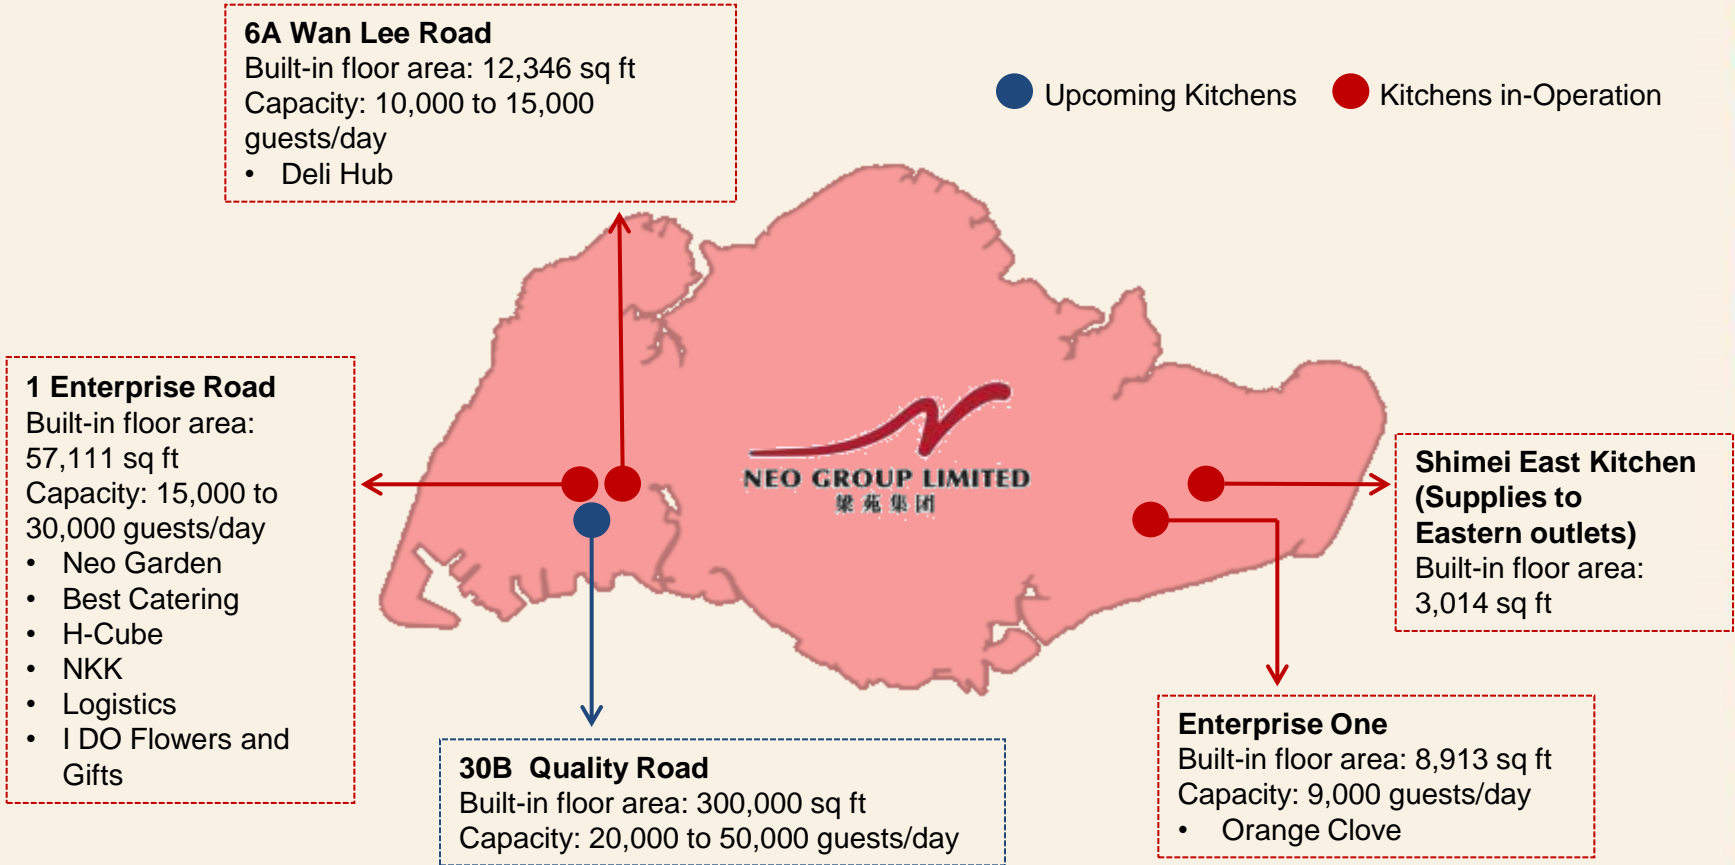 6A Wan Lee Road
Built-in floor area: 12,346 sq ft
Capacity: 10,000 to 15,000
guests/day
• Deli Hub
Upcoming Kitchens
Kitchens in-Operation
1 Enterprise Road
Built-in floor area:
57,111 sq ft
Capacity: 15,000 to
30,000 guests/day
• Neo Garden
• Best Catering
• H-Cube
• NKK
• Logistics
• I DO Flowers and
Gifts
NEO GROUP LIMITED
梁苑集团
Shimei East Kitchen
(Supplies to
Eastern outlets)
Built-in floor area:
3,014 sq ft
30B Quality Road
Built-in floor area: 300,000 sq ft
Capacity: 20,000 to 50,000 guests/day
Enterprise One
Built-in floor area: 8,913 sq ft
Capacity: 9,000 guests/day
• Orange Clove